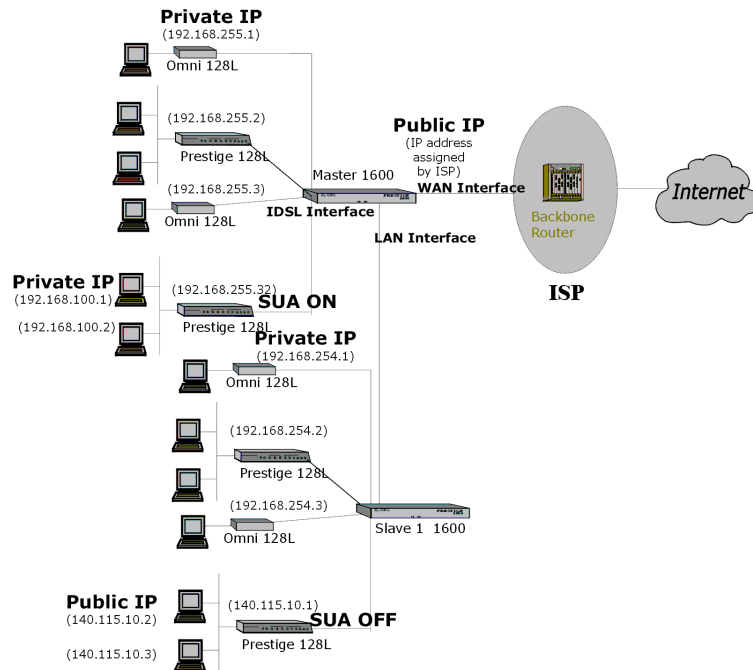 Private IP
(192.168.255.1)
Omni 128L
(192.168.255.2)
Prestige 128L
(192.168.255.3)
Omni 128L
Master 1600
IDSL Interface
Public IP
(IP address
assigned
by ISP)
WAN Interface
LAN Interface
Backbone
Router
ISP
Internet
Private IP
(192.168.100.1)
(192.168.100.2)
(192.168.255.32)
SUA ON
Prestige 128L
Private IP
(192.168.254.1)
Omni 128L
(192.168.254.2)
Prestige 128L
(192.168.254.3)
Omni 128L
Slave 1 1600
Public IP
(140.115.10.2)
(140.115.10.3)
(140.115.10.1)
SUA OFF
Prestige 128L